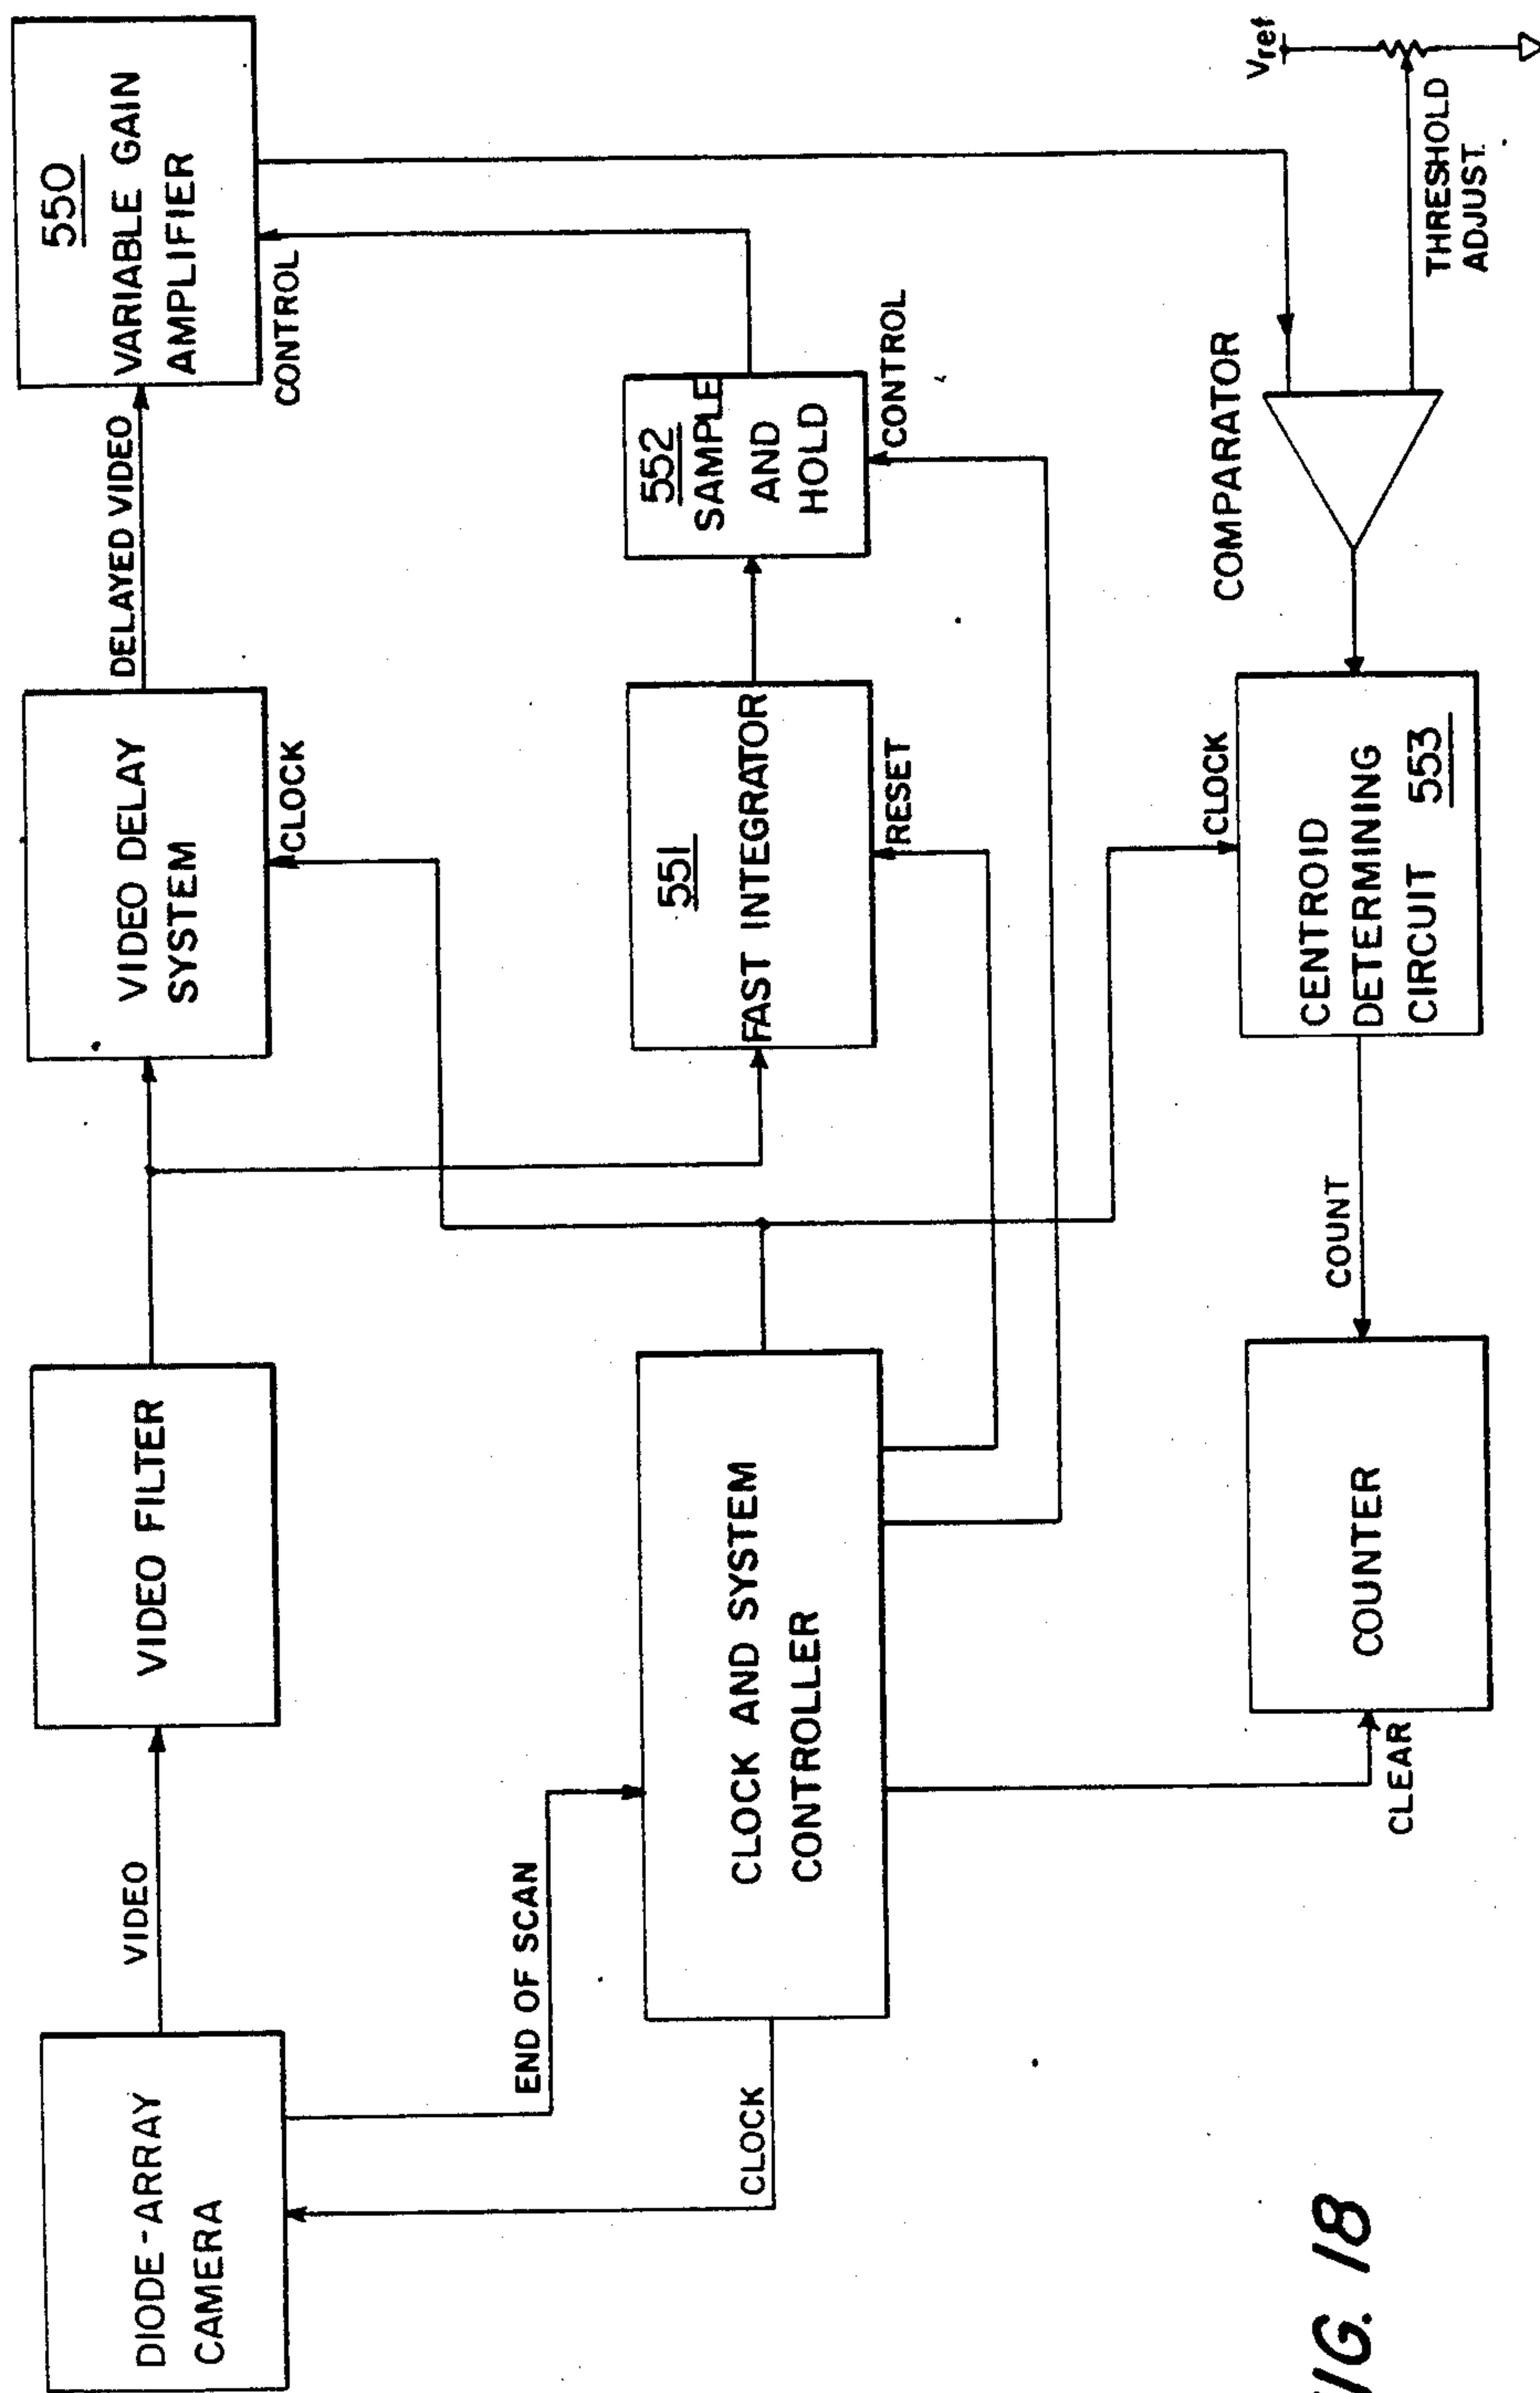 DIODE-ARRAY
CAMERA
VIDEO
VIDEO FILTER
VIDEO DELAY
SYSTEM
DELAYED VIDEO
550
VARIABLE GAIN
AMPLIFIER
CONTROL
CLOCK
END OF SCAN
CLOCK
CLOCK AND SYSTEM
CONTROLLER
551
FAST INTEGRATOR
RESET
552
SAMPLE
AND
HOLD
CONTROL
CLEAR
COUNTER
COUNT
CLOCK
CENTROID
DETERMINING
CIRCUIT 553
COMPARATOR
Vref
THRESHOLD
ADJUST.
FIG. 18